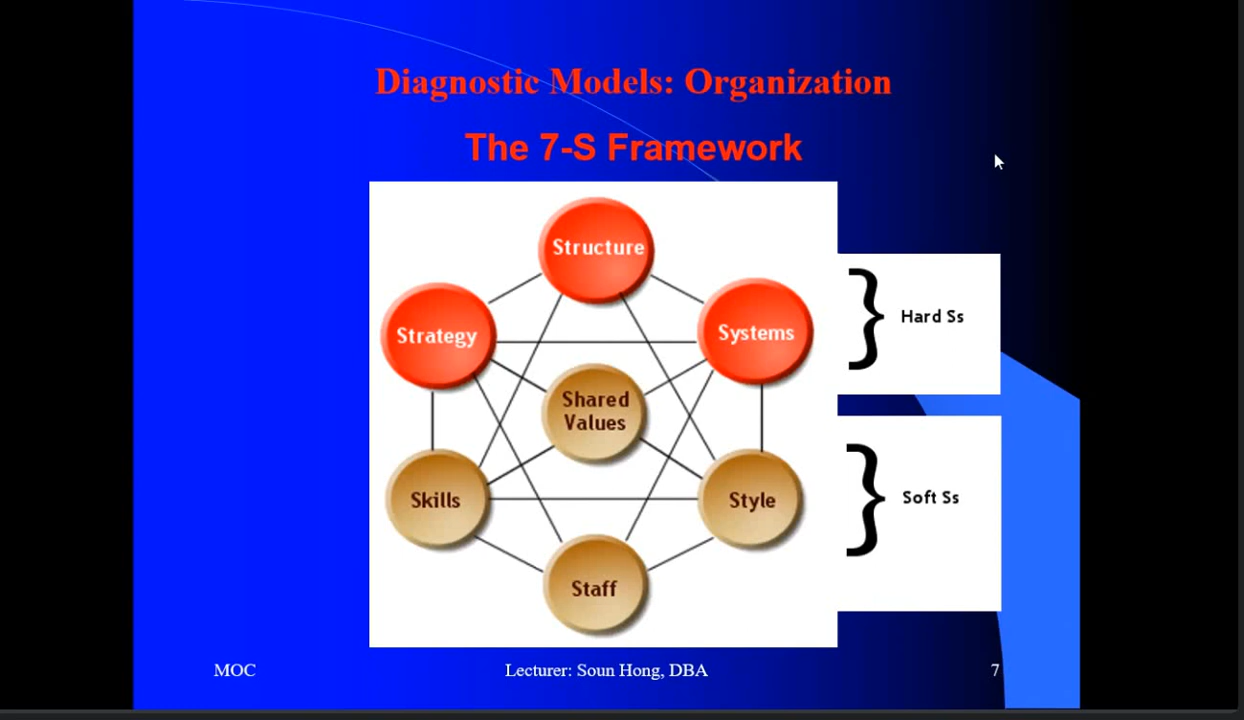 Diagnostic Models: Organization
The 7-S Framework
Structure
Strategy
Systems
Hard Ss
Shared
Values
Skills
Style
Soft Ss
Staff
MOC
Lecturer: Soun Hong, DBA
7